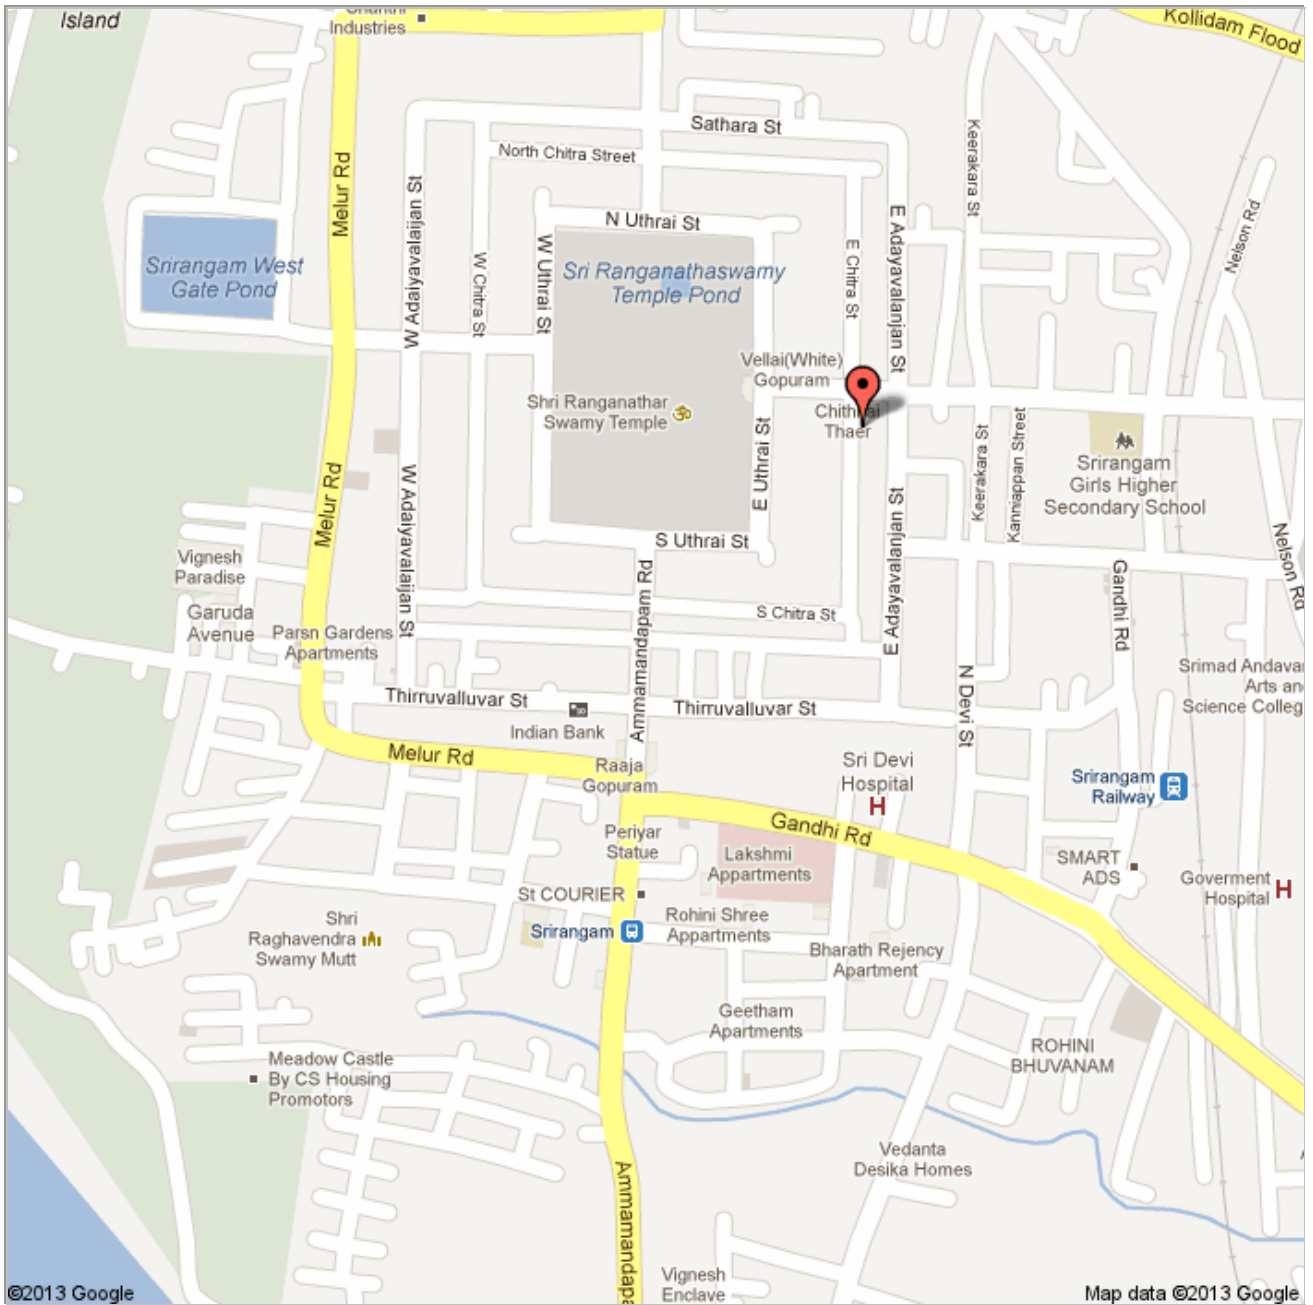 Island
Shanthi
Industries
Kollidam Flood
Sathara St
North Chitra Street
Keerakara St
Melur Rd
W Adaiyavalaijan St
N Uthrai St
E Adayavalanjan St
Nelson Rd
W Uthrai St
W Chitra St
E Chitra St
Srirangam West
Gate Pond
Sri Ranganathaswamy
Temple Pond
Vellai(White)
Gopuram
Shri Ranganathar
Swamy Temple
Chithirai
Thaer
E Uthrai St
Keerakara St
Kanniappan Street
Srirangam
Girls Higher
Secondary School
Melur Rd
W Adaiyavalaijan St
E Adayavalanjan St
S Uthrai St
Nelson Rd
Vignesh
Paradise
Ammamandapam Rd
Gandhi Rd
Garuda
Avenue
S Chitra St
Parsn Gardens
Apartments
N Devi St
Srimad Andava
Arts an
Science Colleg
Thirruvalluvar St
Thirruvalluvar St
Indian Bank
Melur Rd
Raaja
Gopuram
Sri Devi
Hospital
H
Srirangam
Railway
Gandhi Rd
Periyar
Statue
Lakshmi
Appartments
SMART
ADS
St COURIER
Goverment
Hospital
H
Shri
Raghavendra
Swamy Mutt
Srirangam
Rohini Shree
Appartments
Bharath Rejency
Apartment
Geetham
Apartments
Meadow Castle
By CS Housing
Promotors
ROHINI
BHUVANAM
Vedanta
Desika Homes
Ammamandapa
Vignesh
Enclave
©2013 Google
Map data ©2013 Google